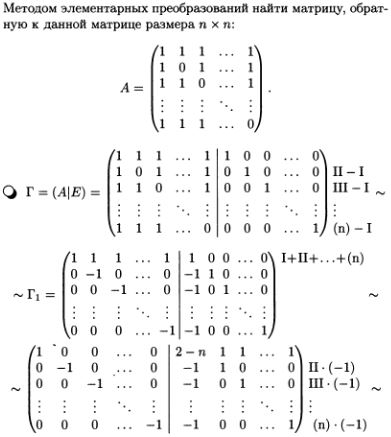 Методом элементарных преобразований найти матрицу, обрат-
ную к данной матрице размера n × n:
A = ( 1 1 1 … 1
1 0 1 … 1
1 1 0 … 1
⋮ ⋮ ⋮ ⋱ ⋮
1 1 1 … 0 ) .
Γ = (A|E) = ( 1 1 1 … 1 | 1 0 0 … 0
1 0 1 … 1 | 0 1 0 … 0 II − I
1 1 0 … 1 | 0 0 1 … 0 III − I ∼
⋮ ⋮ ⋮ ⋱ ⋮ | ⋮ ⋮ ⋮ ⋱ ⋮ ⋮
1 1 1 … 0 | 0 0 0 … 1 ) (n) − I
∼ Γ₁ = ( 1 1 1 … 1 | 1 0 0 … 0 I+II+…+(n)
0 −1 0 … 0 | −1 1 0 … 0
0 0 −1 … 0 | −1 0 1 … 0 ∼
⋮ ⋮ ⋮ ⋱ ⋮ | ⋮ ⋮ ⋮ ⋱ ⋮
0 0 0 … −1 | −1 0 0 … 1 )
∼ ( 1 0 0 … 0 | 2 − n 1 1 … 1
0 −1 0 … 0 | −1 1 0 … 0 II · (−1)
0 0 −1 … 0 | −1 0 1 … 0 III · (−1) ∼
⋮ ⋮ ⋮ ⋱ ⋮ | ⋮ ⋮ ⋮ ⋱ ⋮ ⋮
0 0 0 … −1 | −1 0 0 … 1 ) (n) · (−1)